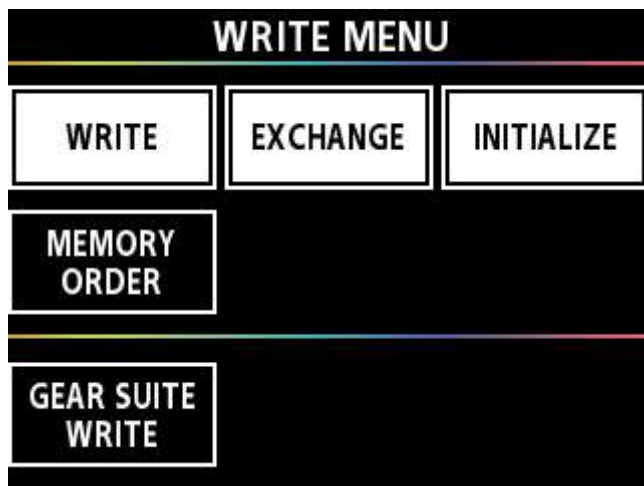 WRITE MENU
WRITE EXCHANGE INITIALIZE
MEMORY
ORDER
GEAR SUITE
WRITE